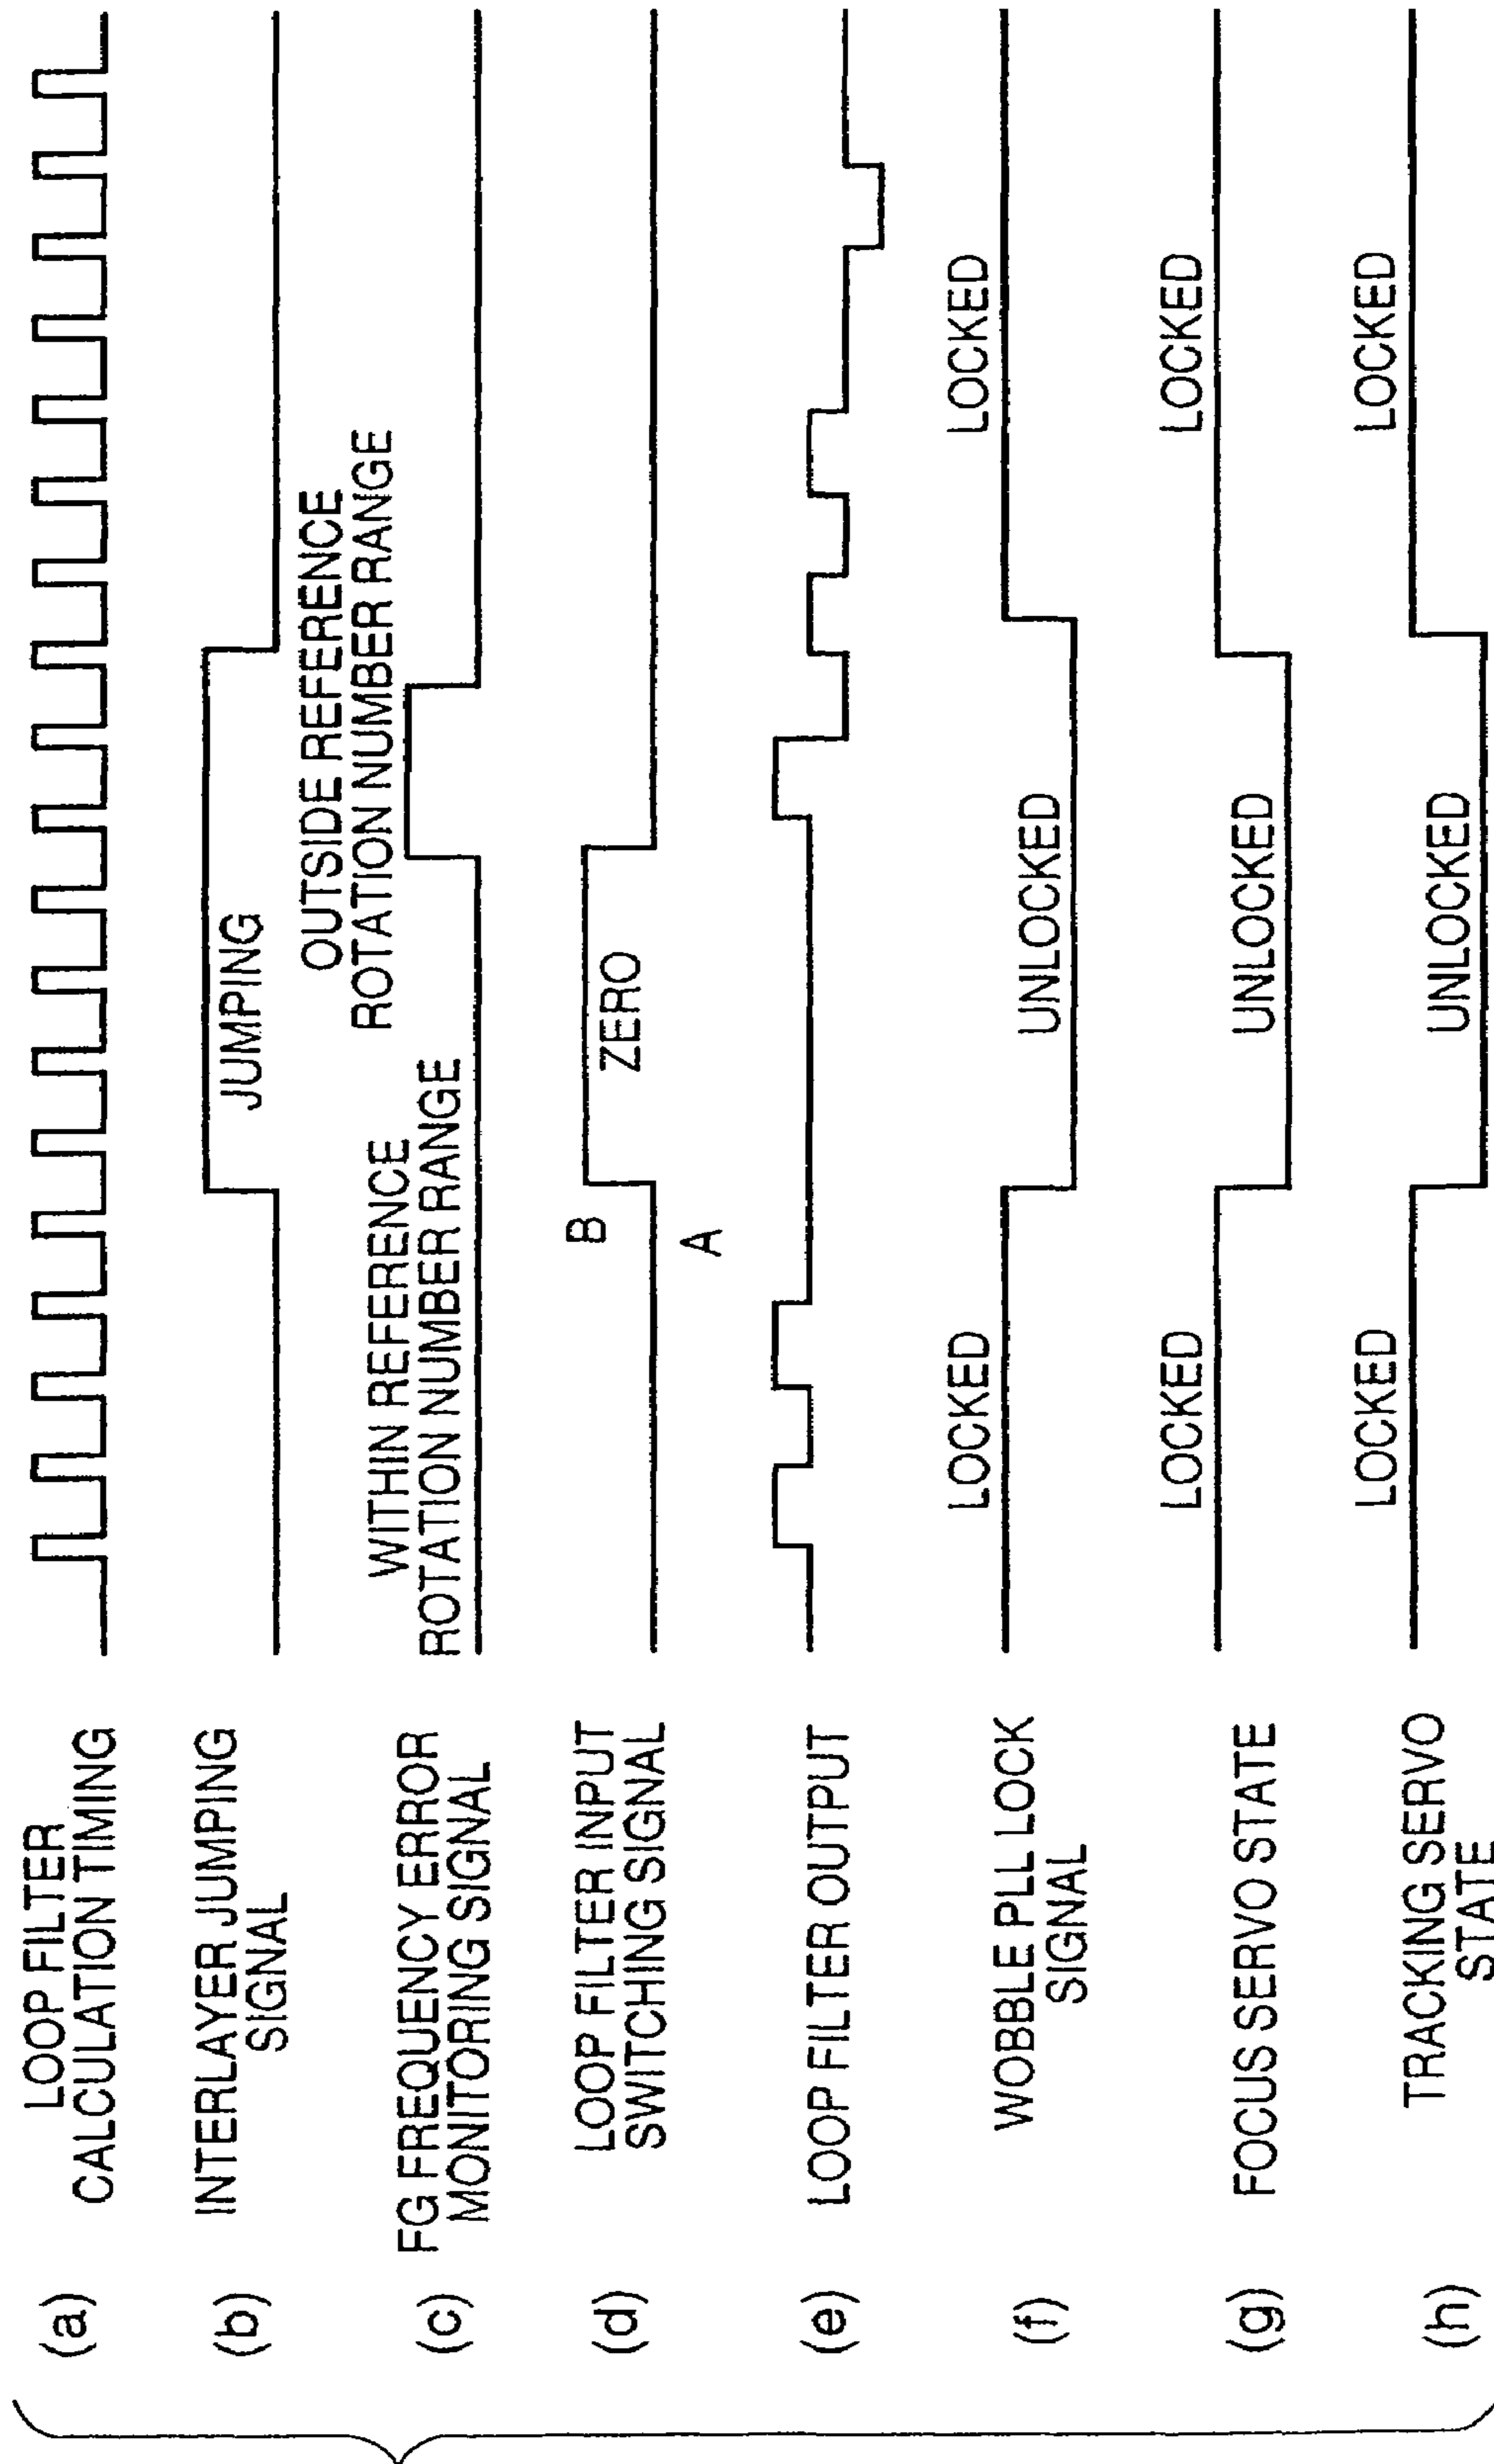 (a)
LOOP FILTER
CALCULATION TIMING
(b)
INTERLAYER JUMPING
SIGNAL
JUMPING
(c)
FG FREQUENCY ERROR
MONITORING SIGNAL
WITHIN REFERENCE
ROTATION NUMBER RANGE
OUTSIDE REFERENCE
ROTATION NUMBER RANGE
(d)
LOOP FILTER INPUT
SWITCHING SIGNAL
B
A
ZERO
(e)
LOOP FILTER OUTPUT
(f)
WOBBLE PLL LOCK
SIGNAL
LOCKED
UNLOCKED
LOCKED
(g)
FOCUS SERVO STATE
LOCKED
UNLOCKED
LOCKED
(h)
TRACKING SERVO
STATE
LOCKED
UNLOCKED
LOCKED